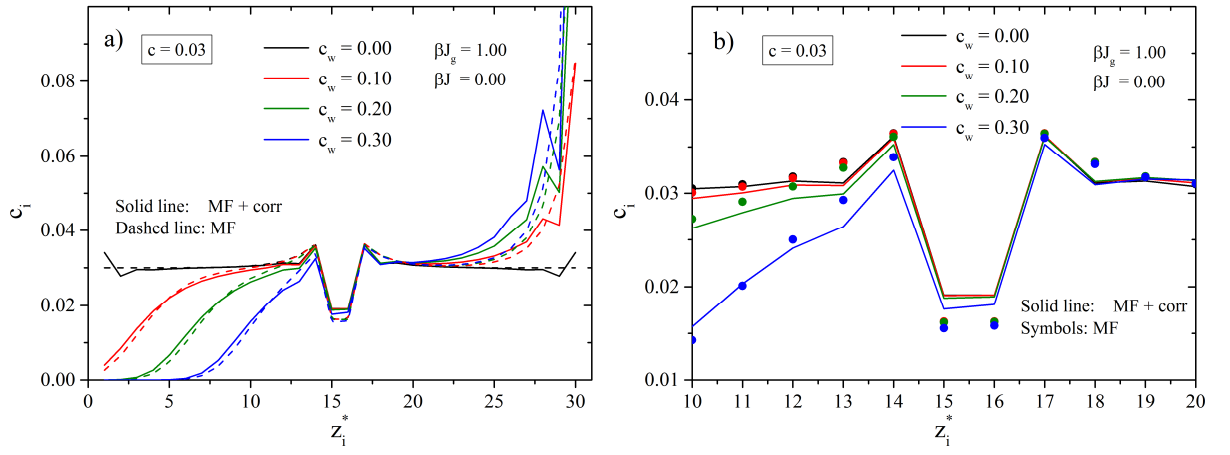 a)
c = 0.03
c_w = 0.00
c_w = 0.10
c_w = 0.20
c_w = 0.30
βJ_g = 1.00
βJ = 0.00
Solid line: MF + corr
Dashed line: MF
0.00
0.02
0.04
0.06
0.08
c_i
0 5 10 15 20 25 30
z_i^*
b)
c = 0.03
c_w = 0.00
c_w = 0.10
c_w = 0.20
c_w = 0.30
βJ_g = 1.00
βJ = 0.00
Solid line: MF + corr
Symbols: MF
0.01
0.02
0.03
0.04
c_i
10 11 12 13 14 15 16 17 18 19 20
z_i^*